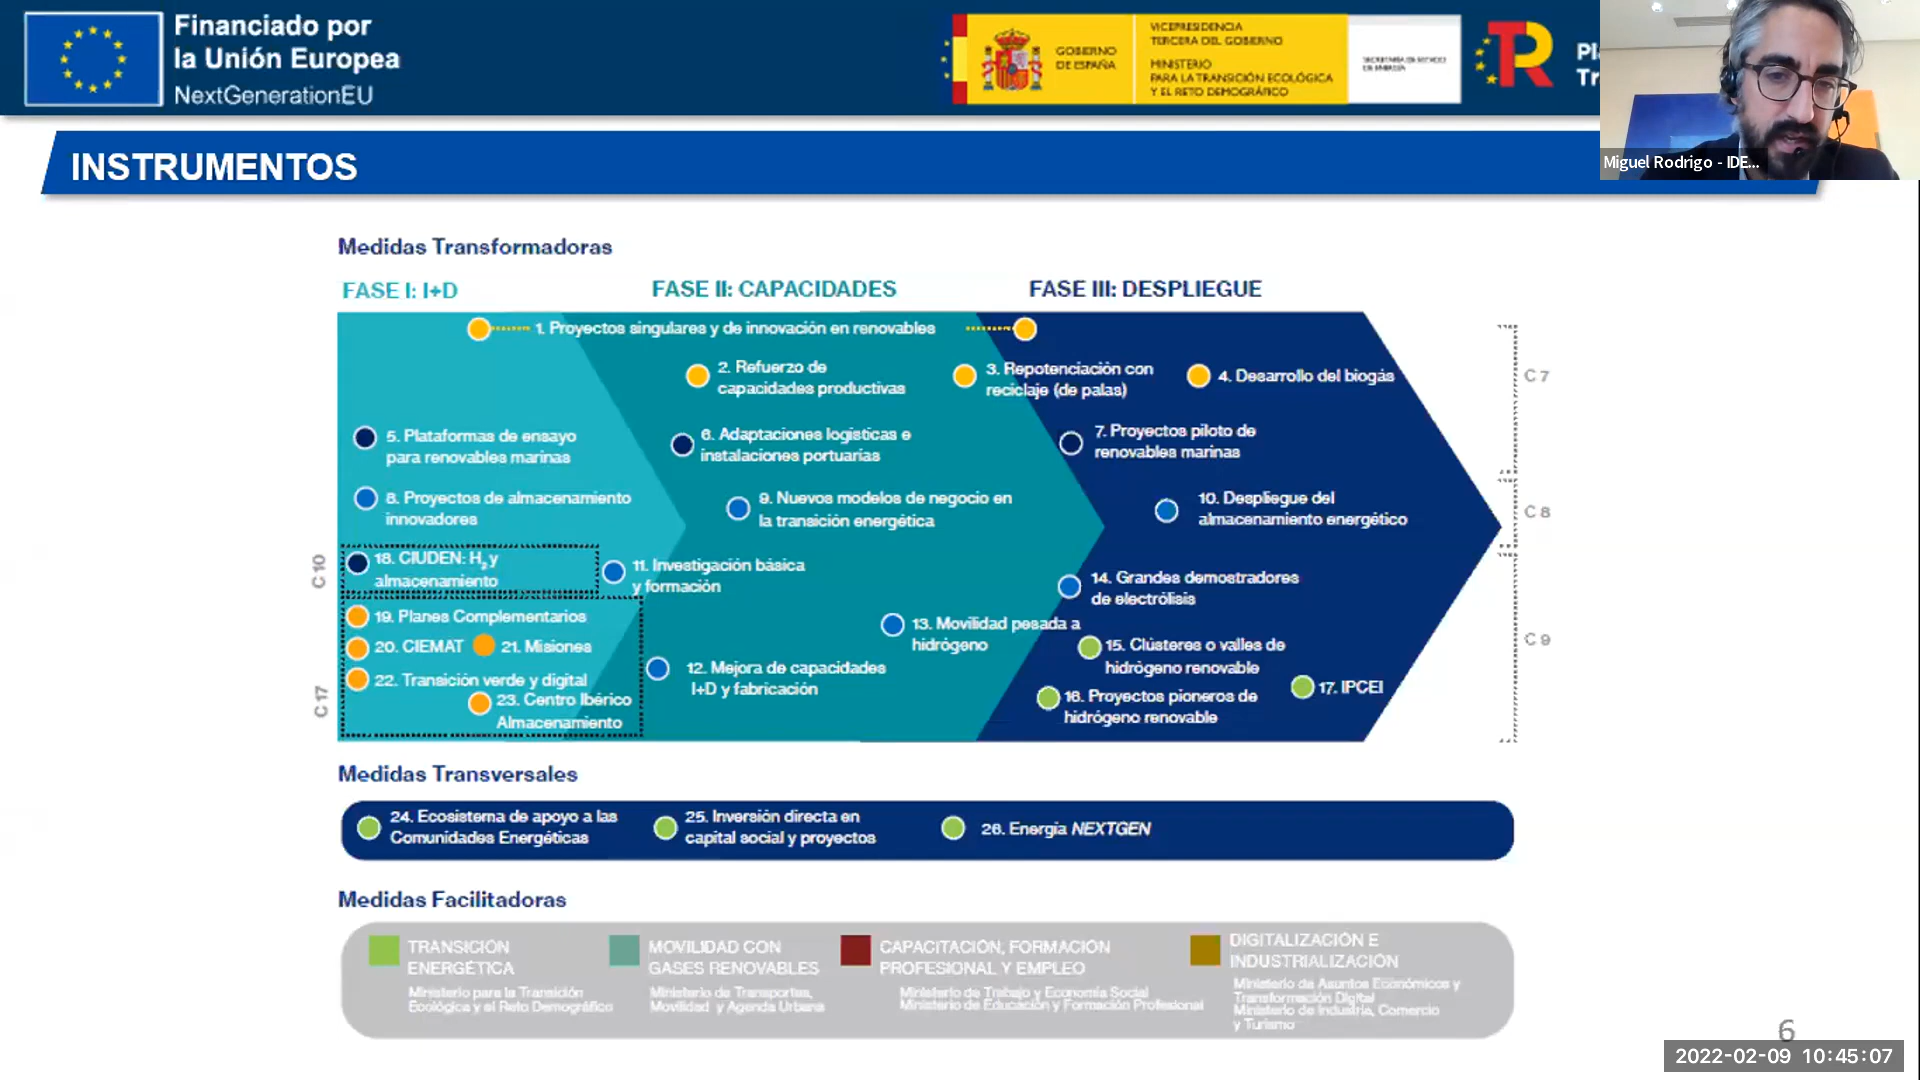 Financiado por
la Unión Europea
NextGenerationEU
GOBIERNO
DE ESPAÑA
VICEPRESIDENCIA
TERCERA DEL GOBIERNO
MINISTERIO
PARA LA TRANSICIÓN ECOLÓGICA
Y EL RETO DEMOGRÁFICO
SECRETARÍA DE ESTADO
DE ENERGÍA
Pl
Tr
Miguel Rodrigo - IDE...
INSTRUMENTOS
Medidas Transformadoras
FASE I: I+D
FASE II: CAPACIDADES
FASE III: DESPLIEGUE
1. Proyectos singulares y de innovación en renovables
2. Refuerzo de
capacidades productivas
3. Repotenciación con
reciclaje (de palas)
4. Desarrollo del biogás
C 7
5. Plataformas de ensayo
para renovables marinas
6. Adaptaciones logísticas e
instalaciones portuarias
7. Proyectos piloto de
renovables marinas
8. Proyectos de almacenamiento
innovadores
9. Nuevos modelos de negocio en
la transición energética
10. Despliegue del
almacenamiento energético
C 8
C 10
18. CIUDEN: H2 y
almacenamiento
11. Investigación básica
y formación
14. Grandes demostradores
de electrólisis
19. Planes Complementarios
13. Movilidad pesada a
hidrógeno
20. CIEMAT
21. Misiones
15. Clústeres o valles de
hidrógeno renovable
C 9
C 17
22. Transición verde y digital
12. Mejora de capacidades
I+D y fabricación
23. Centro Ibérico
Almacenamiento
16. Proyectos pioneros de
hidrógeno renovable
17. IPCEI
Medidas Transversales
24. Ecosistema de apoyo a las
Comunidades Energéticas
25. Inversión directa en
capital social y proyectos
26. Energía NEXTGEN
Medidas Facilitadoras
TRANSICIÓN
ENERGÉTICA
Ministerio para la Transición
Ecológica y el Reto Demográfico
MOVILIDAD CON
GASES RENOVABLES
Ministerio de Transportes,
Movilidad y Agenda Urbana
CAPACITACIÓN, FORMACIÓN
PROFESIONAL Y EMPLEO
Ministerio de Trabajo y Economía Social
Ministerio de Educación y Formación Profesional
DIGITALIZACIÓN E
INDUSTRIALIZACIÓN
Ministerio de Asuntos Económicos y
Transformación Digital
Ministerio de Industria, Comercio
y Turismo
6
2022-02-09 10:45:07